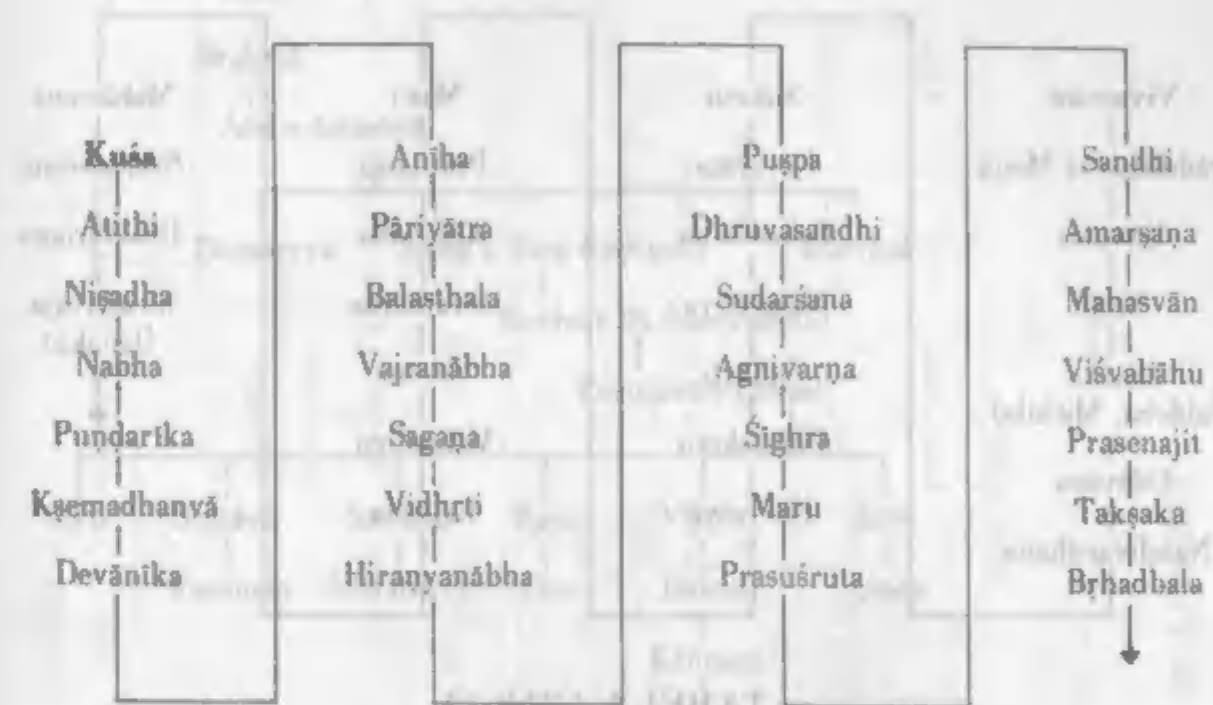 Kuśa
Atithi
Niṣadha
Nabha
Puṇḍarīka
Kṣemadhanvā
Devānīka
Anīha
Pāriyātra
Balasthala
Vajranābha
Sagaṇa
Vidhṛti
Hiraṇyanābha
Puṣpa
Dhruvasandhi
Sudarśana
Agnivarṇa
Śīghra
Maru
Prasuśruta
Sandhi
Amarṣaṇa
Mahasvān
Viśvabāhu
Prasenajit
Takṣaka
Bṛhadbala